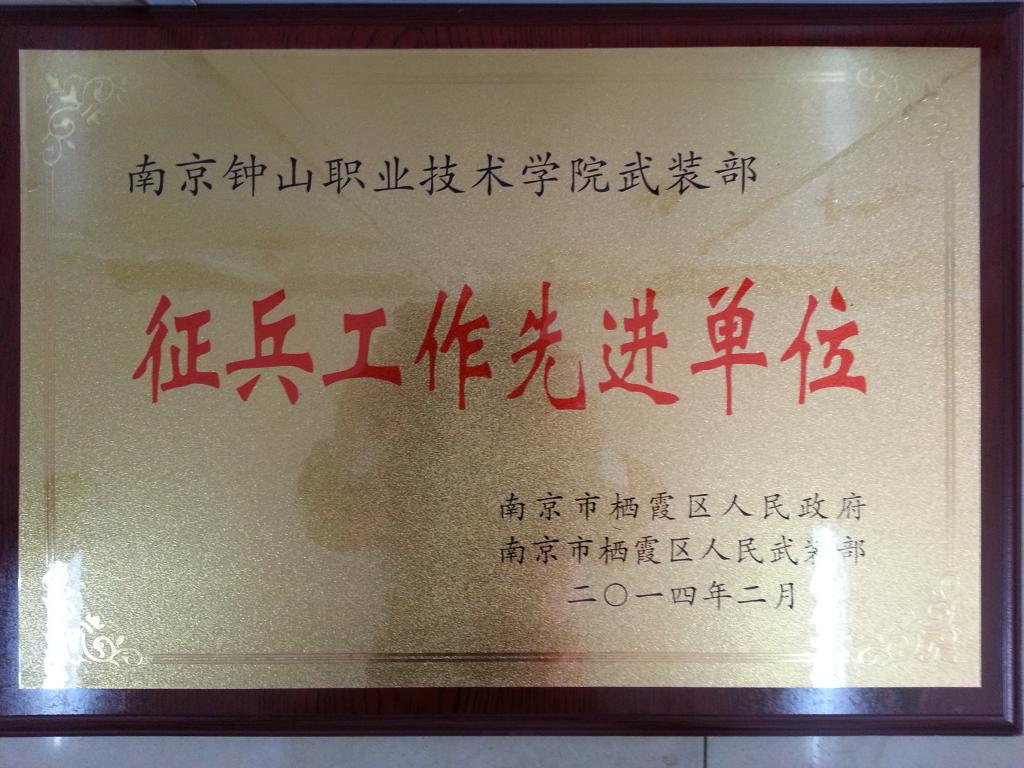 南京钟山职业技术学院武装部
征兵工作先进单位
南京市栖霞区人民政府
南京市栖霞区人民武装部
二〇一四年二月